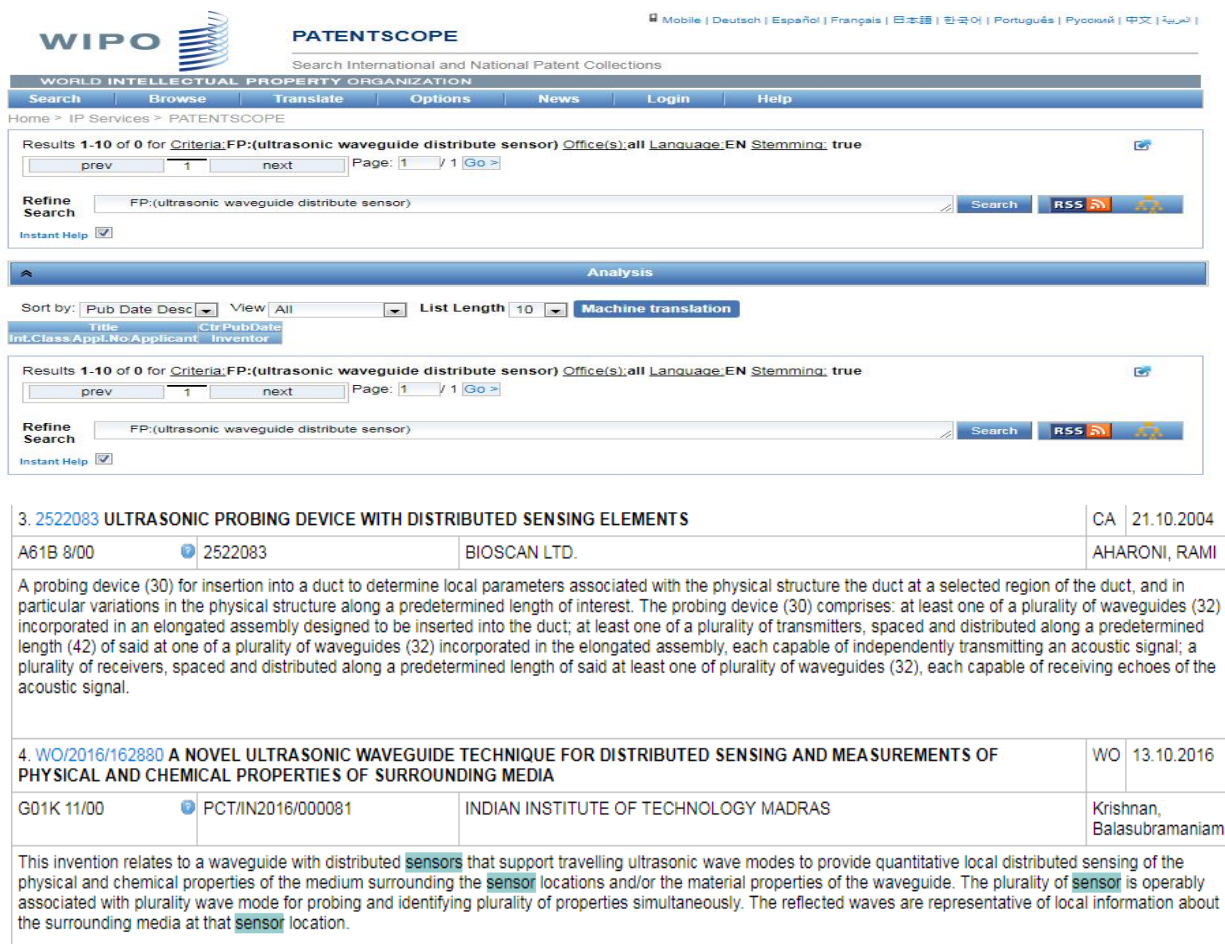 Mobile | Deutsch | Español | Français | 日本語 | 한국어 | Português | Русский | 中文 | العربية |
WIPO
PATENTSCOPE
Search International and National Patent Collections
WORLD INTELLECTUAL PROPERTY ORGANIZATION
Search Browse Translate Options News Login Help
Home > IP Services > PATENTSCOPE
Results 1-10 of 0 for Criteria:FP:(ultrasonic waveguide distribute sensor) Office(s):all Language:EN Stemming: true
prev 1 next Page: 1 / 1 Go >
Refine Search FP:(ultrasonic waveguide distribute sensor) Search RSS
Instant Help
Analysis
Sort by: Pub Date Desc View All List Length 10 Machine translation
Title Ctr PubDate
Int.Class Appl.No Applicant Inventor
Results 1-10 of 0 for Criteria:FP:(ultrasonic waveguide distribute sensor) Office(s):all Language:EN Stemming: true
prev 1 next Page: 1 / 1 Go >
Refine Search FP:(ultrasonic waveguide distribute sensor) Search RSS
Instant Help
3. 2522083 ULTRASONIC PROBING DEVICE WITH DISTRIBUTED SENSING ELEMENTS CA 21.10.2004
A61B 8/00 2522083 BIOSCAN LTD. AHARONI, RAMI
A probing device (30) for insertion into a duct to determine local parameters associated with the physical structure the duct at a selected region of the duct, and in
particular variations in the physical structure along a predetermined length of interest. The probing device (30) comprises: at least one of a plurality of waveguides (32)
incorporated in an elongated assembly designed to be inserted into the duct; at least one of a plurality of transmitters, spaced and distributed along a predetermined
length (42) of said at one of a plurality of waveguides (32) incorporated in the elongated assembly, each capable of independently transmitting an acoustic signal; a
plurality of receivers, spaced and distributed along a predetermined length of said at least one of plurality of waveguides (32), each capable of receiving echoes of the
acoustic signal.
4. WO/2016/162880 A NOVEL ULTRASONIC WAVEGUIDE TECHNIQUE FOR DISTRIBUTED SENSING AND MEASUREMENTS OF WO 13.10.2016
PHYSICAL AND CHEMICAL PROPERTIES OF SURROUNDING MEDIA
G01K 11/00 PCT/IN2016/000081 INDIAN INSTITUTE OF TECHNOLOGY MADRAS Krishnan,
Balasubramaniam
This invention relates to a waveguide with distributed sensors that support travelling ultrasonic wave modes to provide quantitative local distributed sensing of the
physical and chemical properties of the medium surrounding the sensor locations and/or the material properties of the waveguide. The plurality of sensor is operably
associated with plurality wave mode for probing and identifying plurality of properties simultaneously. The reflected waves are representative of local information about
the surrounding media at that sensor location.